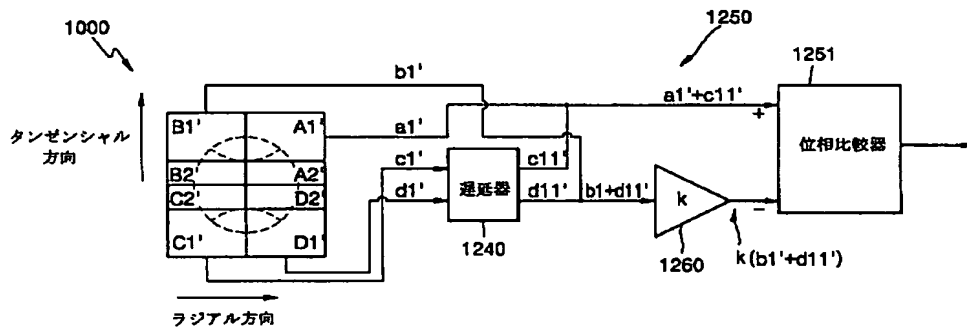 1000
1250
1251
b1'
タンゼンシャル
方向
B1'
A1'
B2'
A2'
C2'
D2'
C1'
D1'
a1'
c1'
d1'
遅延器
1240
c11'
d11'
a1'+c11'
+
b1+d11'
k
1260
−
k(b1'+d11')
位相比較器
ラジアル方向